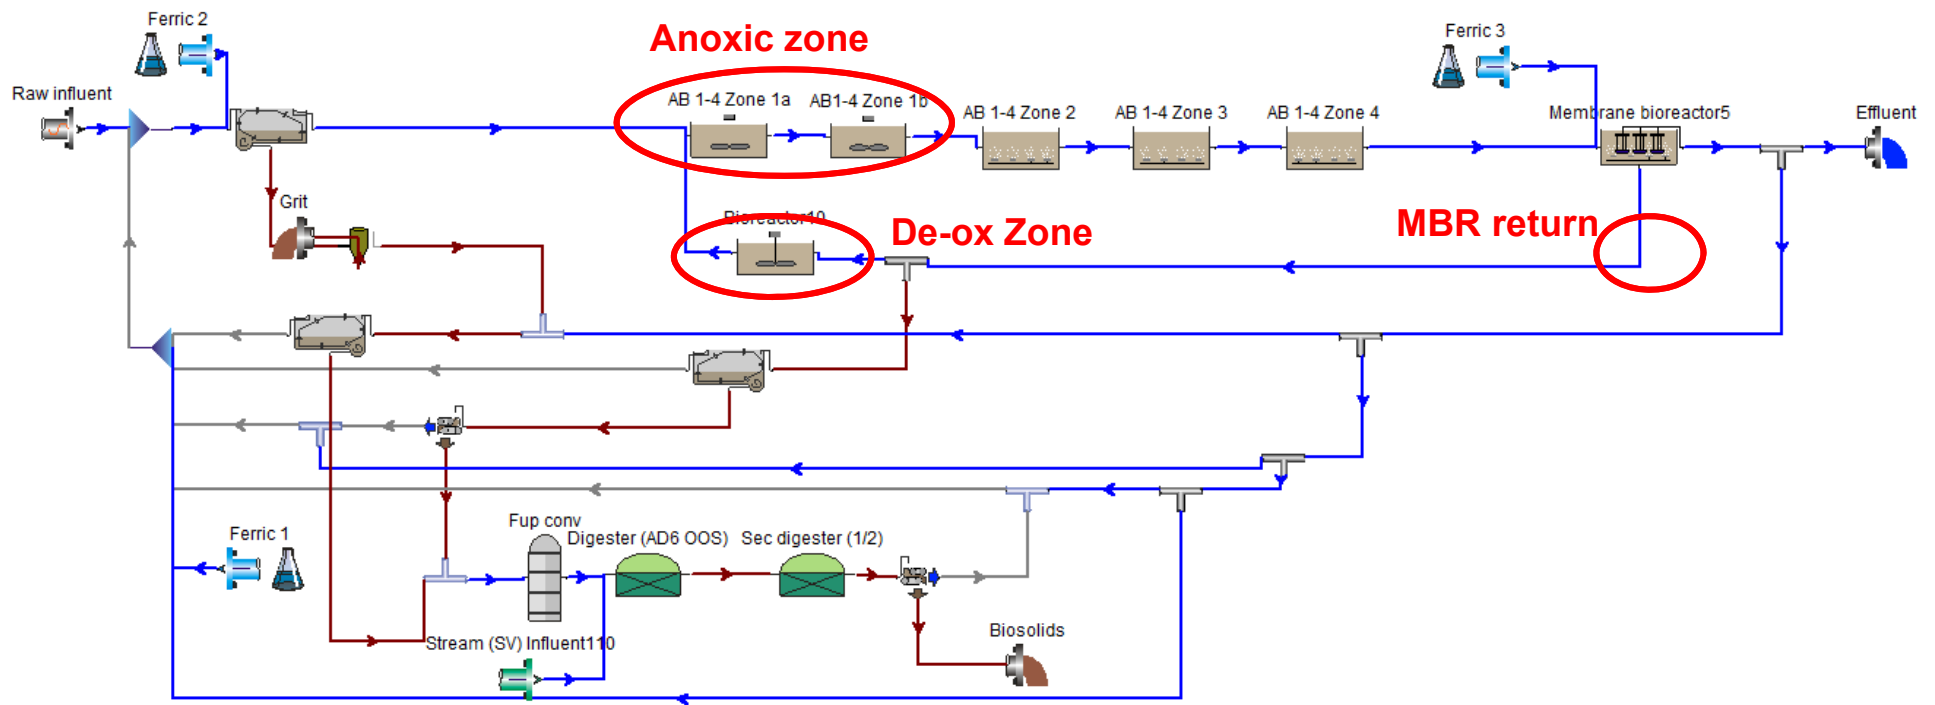 Ferric 2
Anoxic zone
Ferric 3
Raw influent
AB 1-4 Zone 1a
AB1-4 Zone 1b
AB 1-4 Zone 2
AB 1-4 Zone 3
AB 1-4 Zone 4
Membrane bioreactor5
Effluent
Grit
Bioreactor10
De-ox Zone
MBR return
Ferric 1
Fup conv
Digester (AD6 OOS)
Sec digester (1/2)
Stream (SV) Influent110
Biosolids